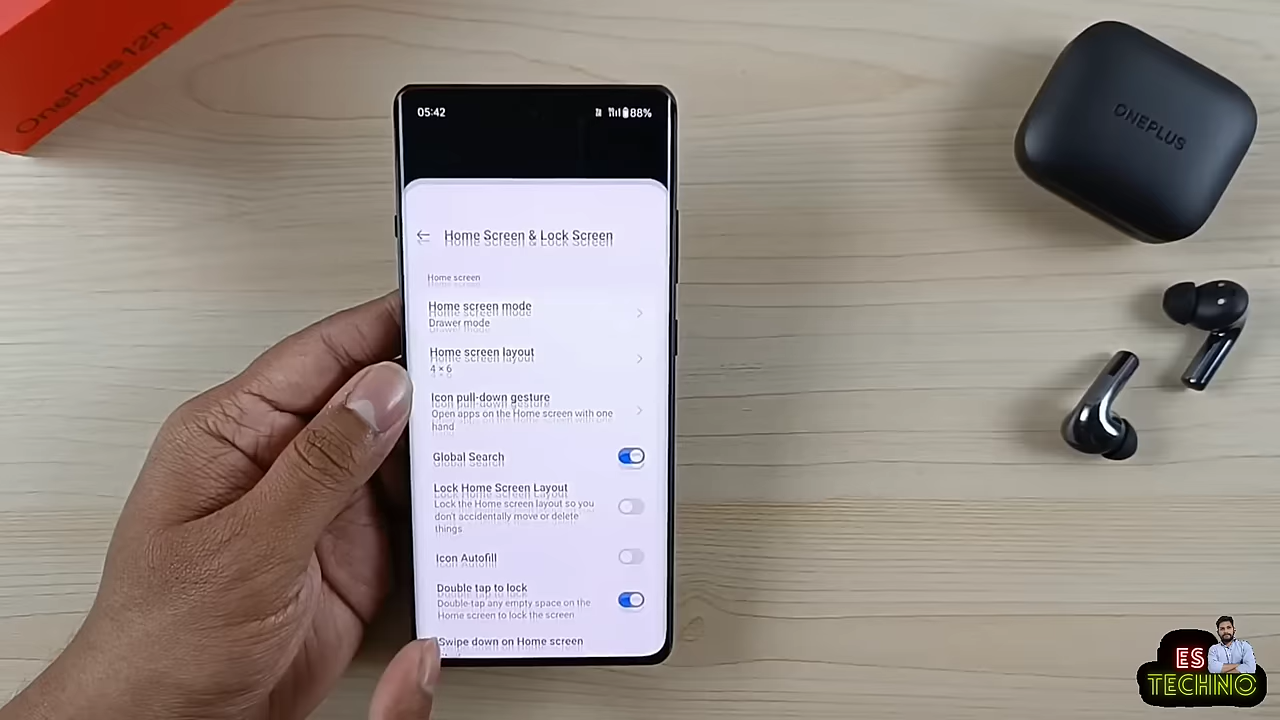 OnePlus 12R
ONEPLUS
05:42
88%
Home Screen & Lock Screen
Home screen
Home screen mode
Drawer mode
Home screen layout
4 × 6
Icon pull-down gesture
Open apps on the Home screen with one
hand
Global Search
Lock Home Screen Layout
Lock the Home screen layout so you
don't accidentally move or delete
things
Icon Autofill
Double tap to lock
Double-tap any empty space on the
Home screen to lock the screen
Swipe down on Home screen
ES
TECHNO